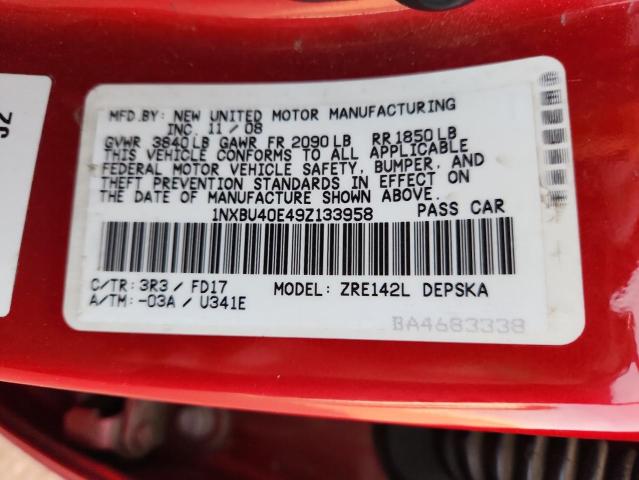 MFD.BY: NEW UNITED MOTOR MANUFACTURING
INC. 11 / 08
GVWR 3840 LB GAWR FR 2090 LB RR 1850 LB
THIS VEHICLE CONFORMS TO ALL APPLICABLE
FEDERAL MOTOR VEHICLE SAFETY, BUMPER, AND
THEFT PREVENTION STANDARDS IN EFFECT ON
THE DATE OF MANUFACTURE SHOWN ABOVE.
1NXBU40E49Z133958 PASS CAR
C/TR: 3R3 / FD17 MODEL: ZRE142L DEPSKA
A/TM: -03A / U341E
BA4683338